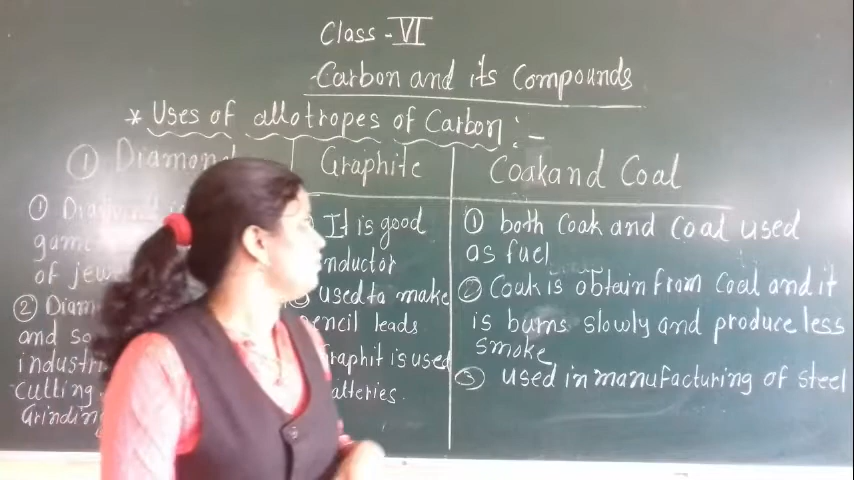 Class - VI
Carbon and its Compounds
* Uses of allotropes of Carbon :-
① Diamond
① 
gam
of jew
② Diam
and so
industri
Cutting,
Grinding
Graphite
It is good
nductor
used to make
pencil leads
Graphit is used
atteries.
Coak and Coal
① both Coak and Coal used
as fuel
② Coak is obtain from Coal and it
is burns slowly and produce less
smoke
③ used in manufacturing of steel